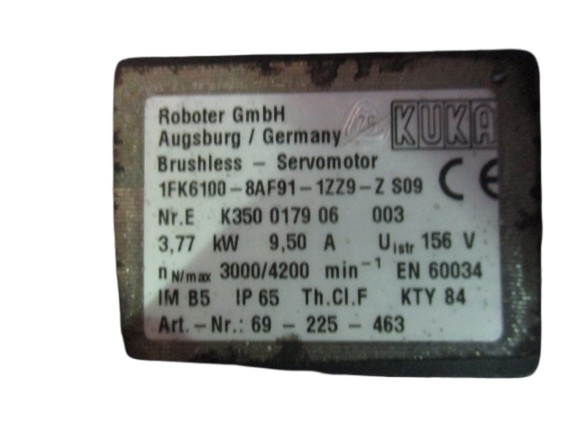 Roboter GmbH
Augsburg / Germany
KUKA
Brushless – Servomotor
1FK6100–8AF91–1ZZ9–Z S09
CE
Nr.E K350 0179 06 003
3,77 kW 9,50 A U Istr 156 V
n N/max 3000/4200 min⁻¹ EN 60034
IM B5 IP 65 Th.Cl.F KTY 84
Art.–Nr.: 69 – 225 – 463